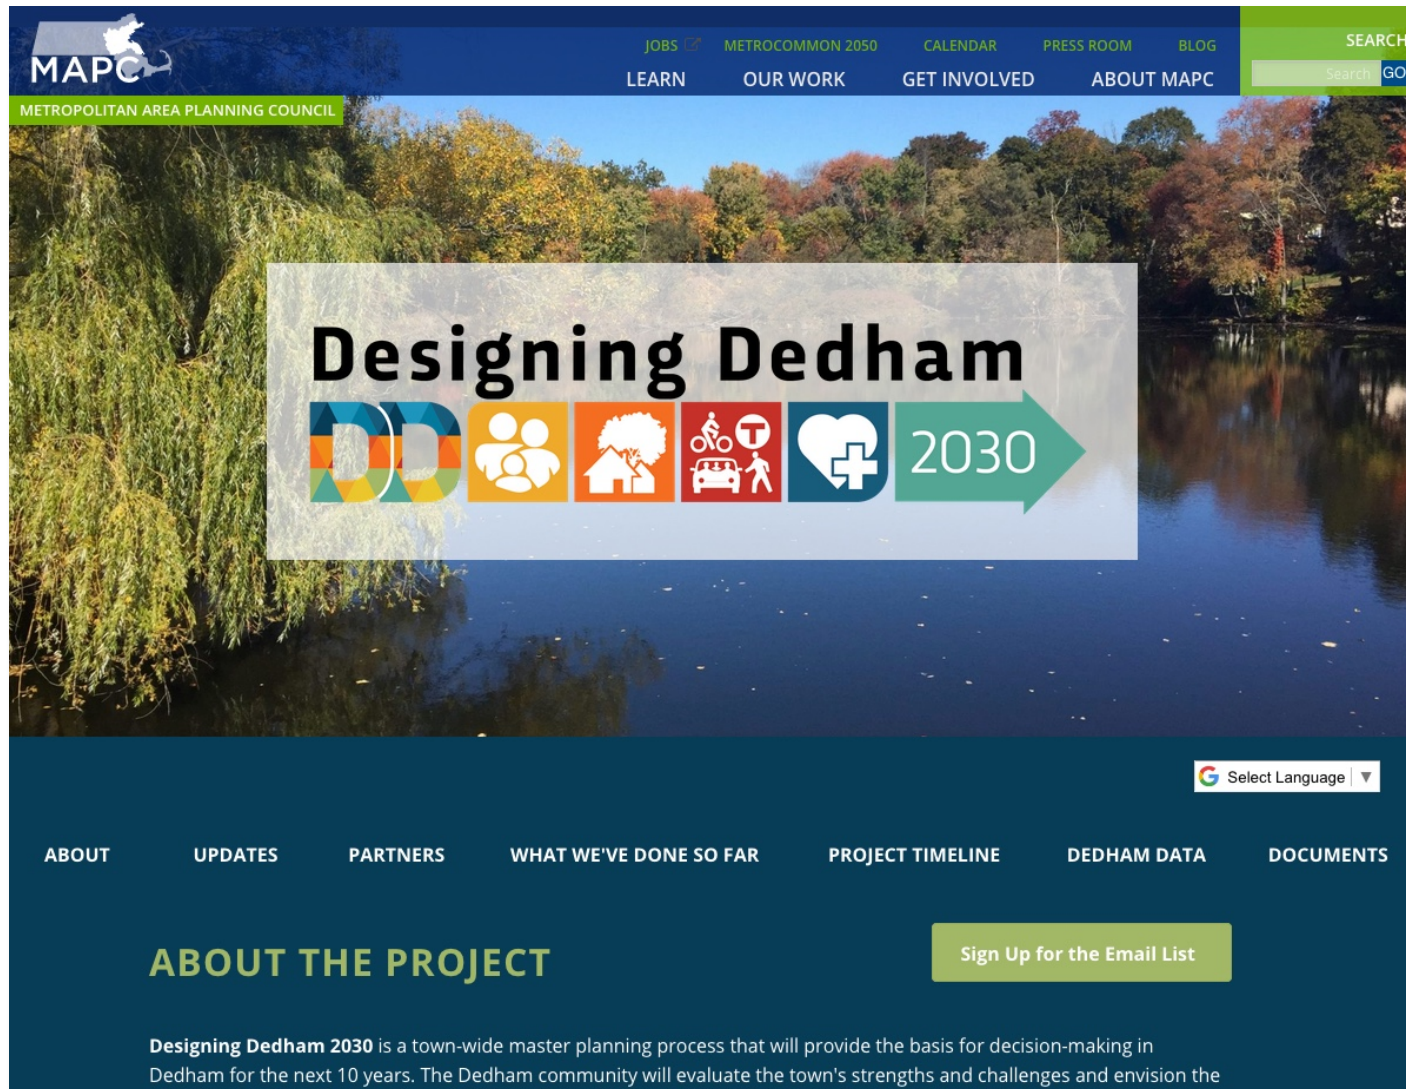 MAPC
METROPOLITAN AREA PLANNING COUNCIL
JOBS METROCOMMON 2050 CALENDAR PRESS ROOM BLOG
LEARN OUR WORK GET INVOLVED ABOUT MAPC
SEARCH
Search GO
Designing Dedham
DD T 2030
G Select Language ▼
ABOUT UPDATES PARTNERS WHAT WE'VE DONE SO FAR PROJECT TIMELINE DEDHAM DATA DOCUMENTS
ABOUT THE PROJECT
Sign Up for the Email List
Designing Dedham 2030 is a town-wide master planning process that will provide the basis for decision-making in
Dedham for the next 10 years. The Dedham community will evaluate the town's strengths and challenges and envision the